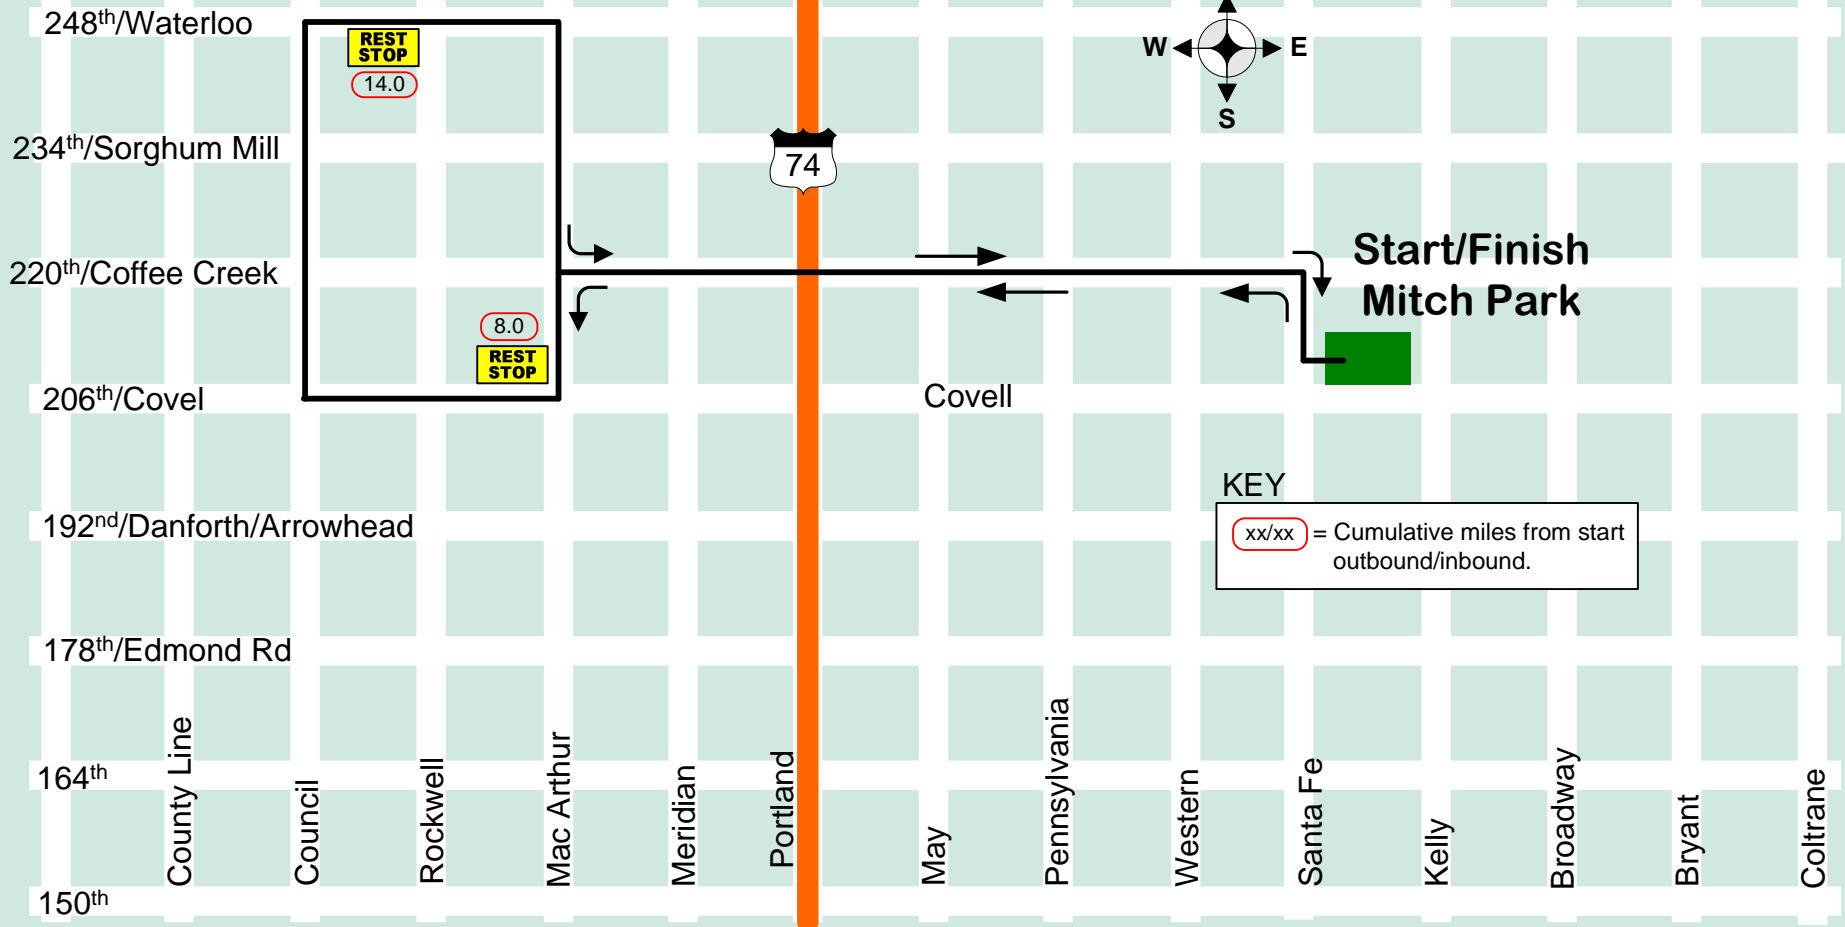 248th/Waterloo
REST
STOP
14.0
W
E
S
234th/Sorghum Mill
74
220th/Coffee Creek
Start/Finish
Mitch Park
8.0
REST
STOP
206th/Covel
Covell
KEY
xx/xx = Cumulative miles from start
outbound/inbound.
192nd/Danforth/Arrowhead
178th/Edmond Rd
164th
150th
County Line
Council
Rockwell
Mac Arthur
Meridian
Portland
May
Pennsylvania
Western
Santa Fe
Kelly
Broadway
Bryant
Coltrane